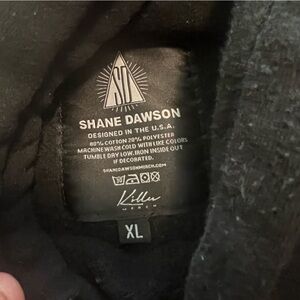 SHANE DAWSON
DESIGNED IN THE U.S.A.
80% COTTON 20% POLYESTER
MACHINE WASH COLD WITH LIKE COLORS
TUMBLE DRY LOW. IRON INSIDE OUT
IF DECORATED.
SHANEDAWSONMERCH.COM
Killer
MERCH
XL